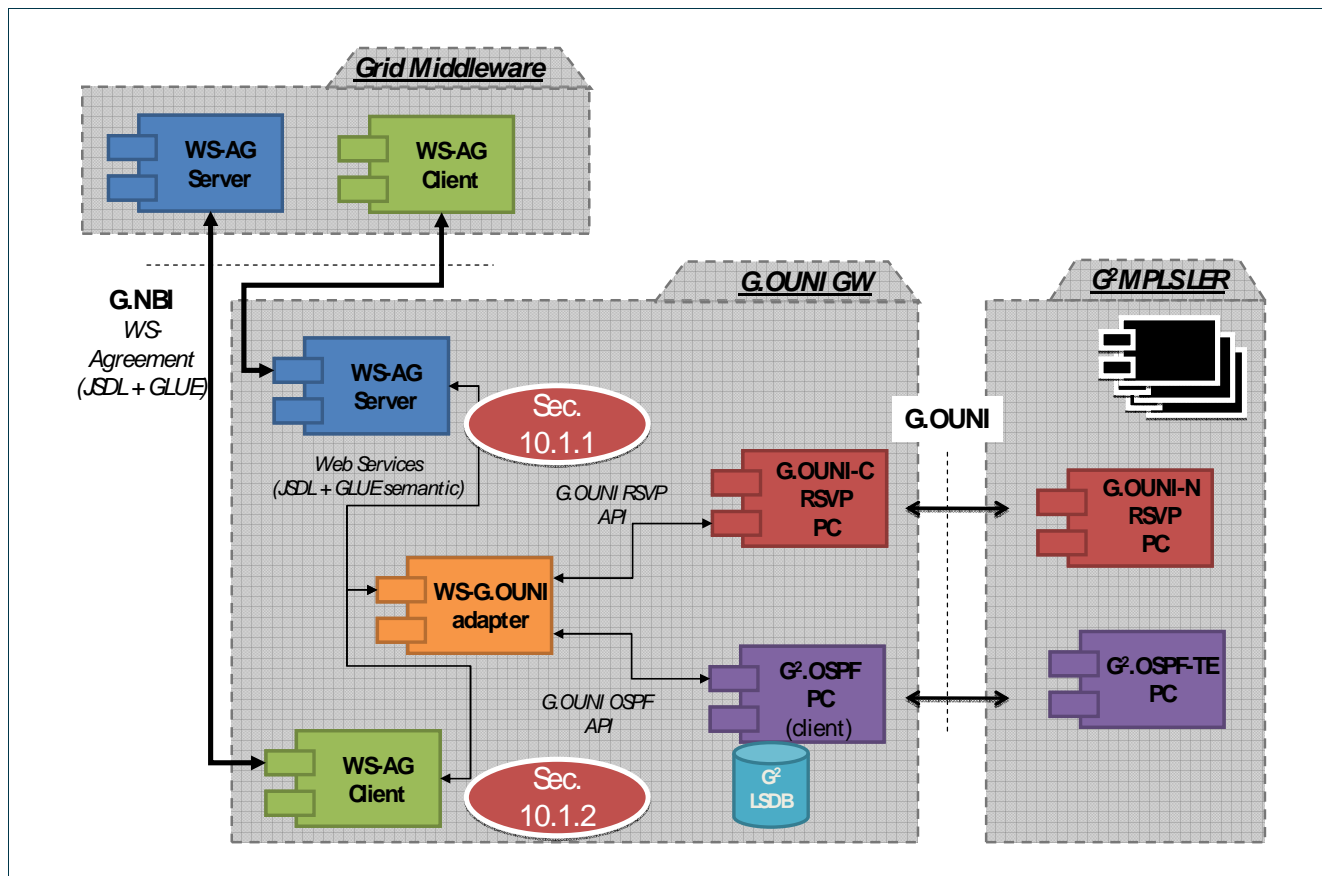 Grid Middleware
WS-AG
Server
WS-AG
Client
G.NBI
WS-
Agreement
(JSDL + GLUE)
G.OUNI GW
WS-AG
Server
Sec.
10.1.1
Web Services
(JSDL + GLUE semantic)
G.OUNI RSVP
API
G.OUNI-C
RSVP
PC
WS-G.OUNI
adapter
G.OUNI OSPF
API
G².OSPF
PC
(client)
G²
LSDB
WS-AG
Client
Sec.
10.1.2
G.OUNI
G²MPLS LER
G.OUNI-N
RSVP
PC
G².OSPF-TE
PC